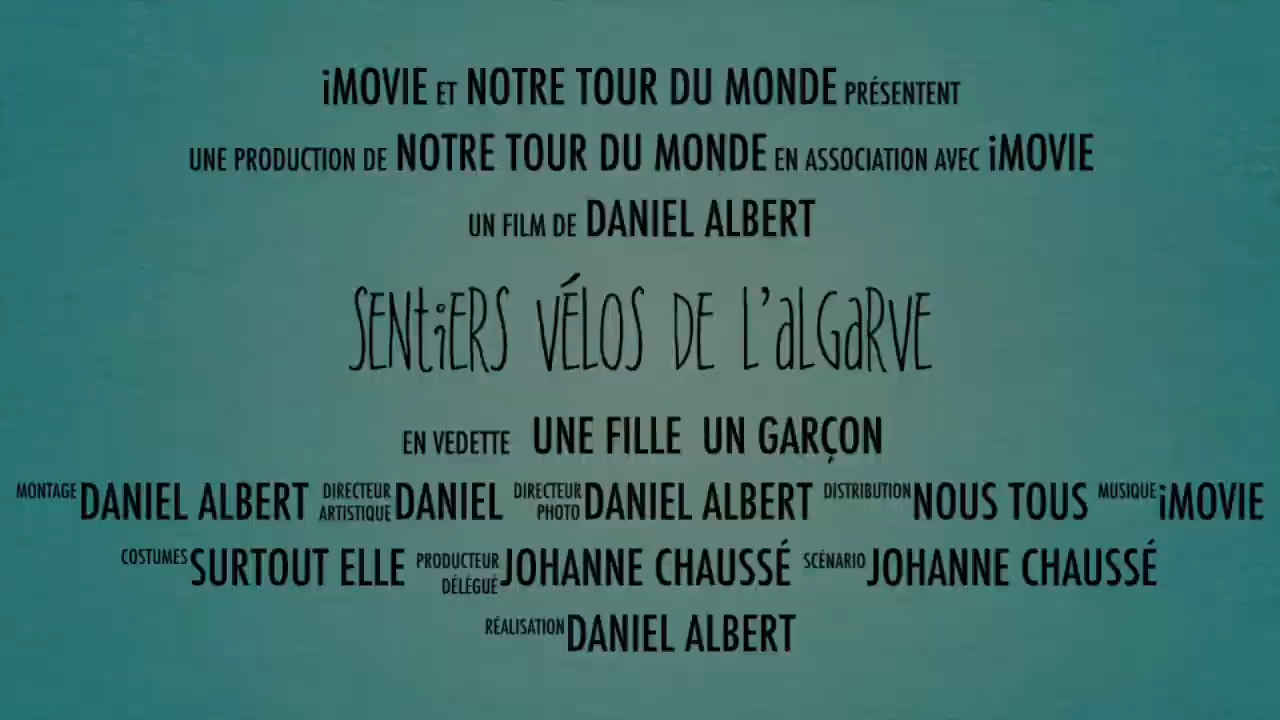 iMOVIE ET NOTRE TOUR DU MONDE PRÉSENTENT
UNE PRODUCTION DE NOTRE TOUR DU MONDE EN ASSOCIATION AVEC iMOVIE
UN FILM DE DANIEL ALBERT
SENtiERS VÉLOS DE L'aLGaRVE
EN VEDETTE UNE FILLE UN GARÇON
MONTAGE DANIEL ALBERT DIRECTEUR ARTISTIQUE DANIEL DIRECTEUR PHOTO DANIEL ALBERT DISTRIBUTION NOUS TOUS MUSIQUE iMOVIE
COSTUMES SURTOUT ELLE PRODUCTEUR DÉLÉGUÉ JOHANNE CHAUSSÉ SCÉNARIO JOHANNE CHAUSSÉ
RÉALISATION DANIEL ALBERT